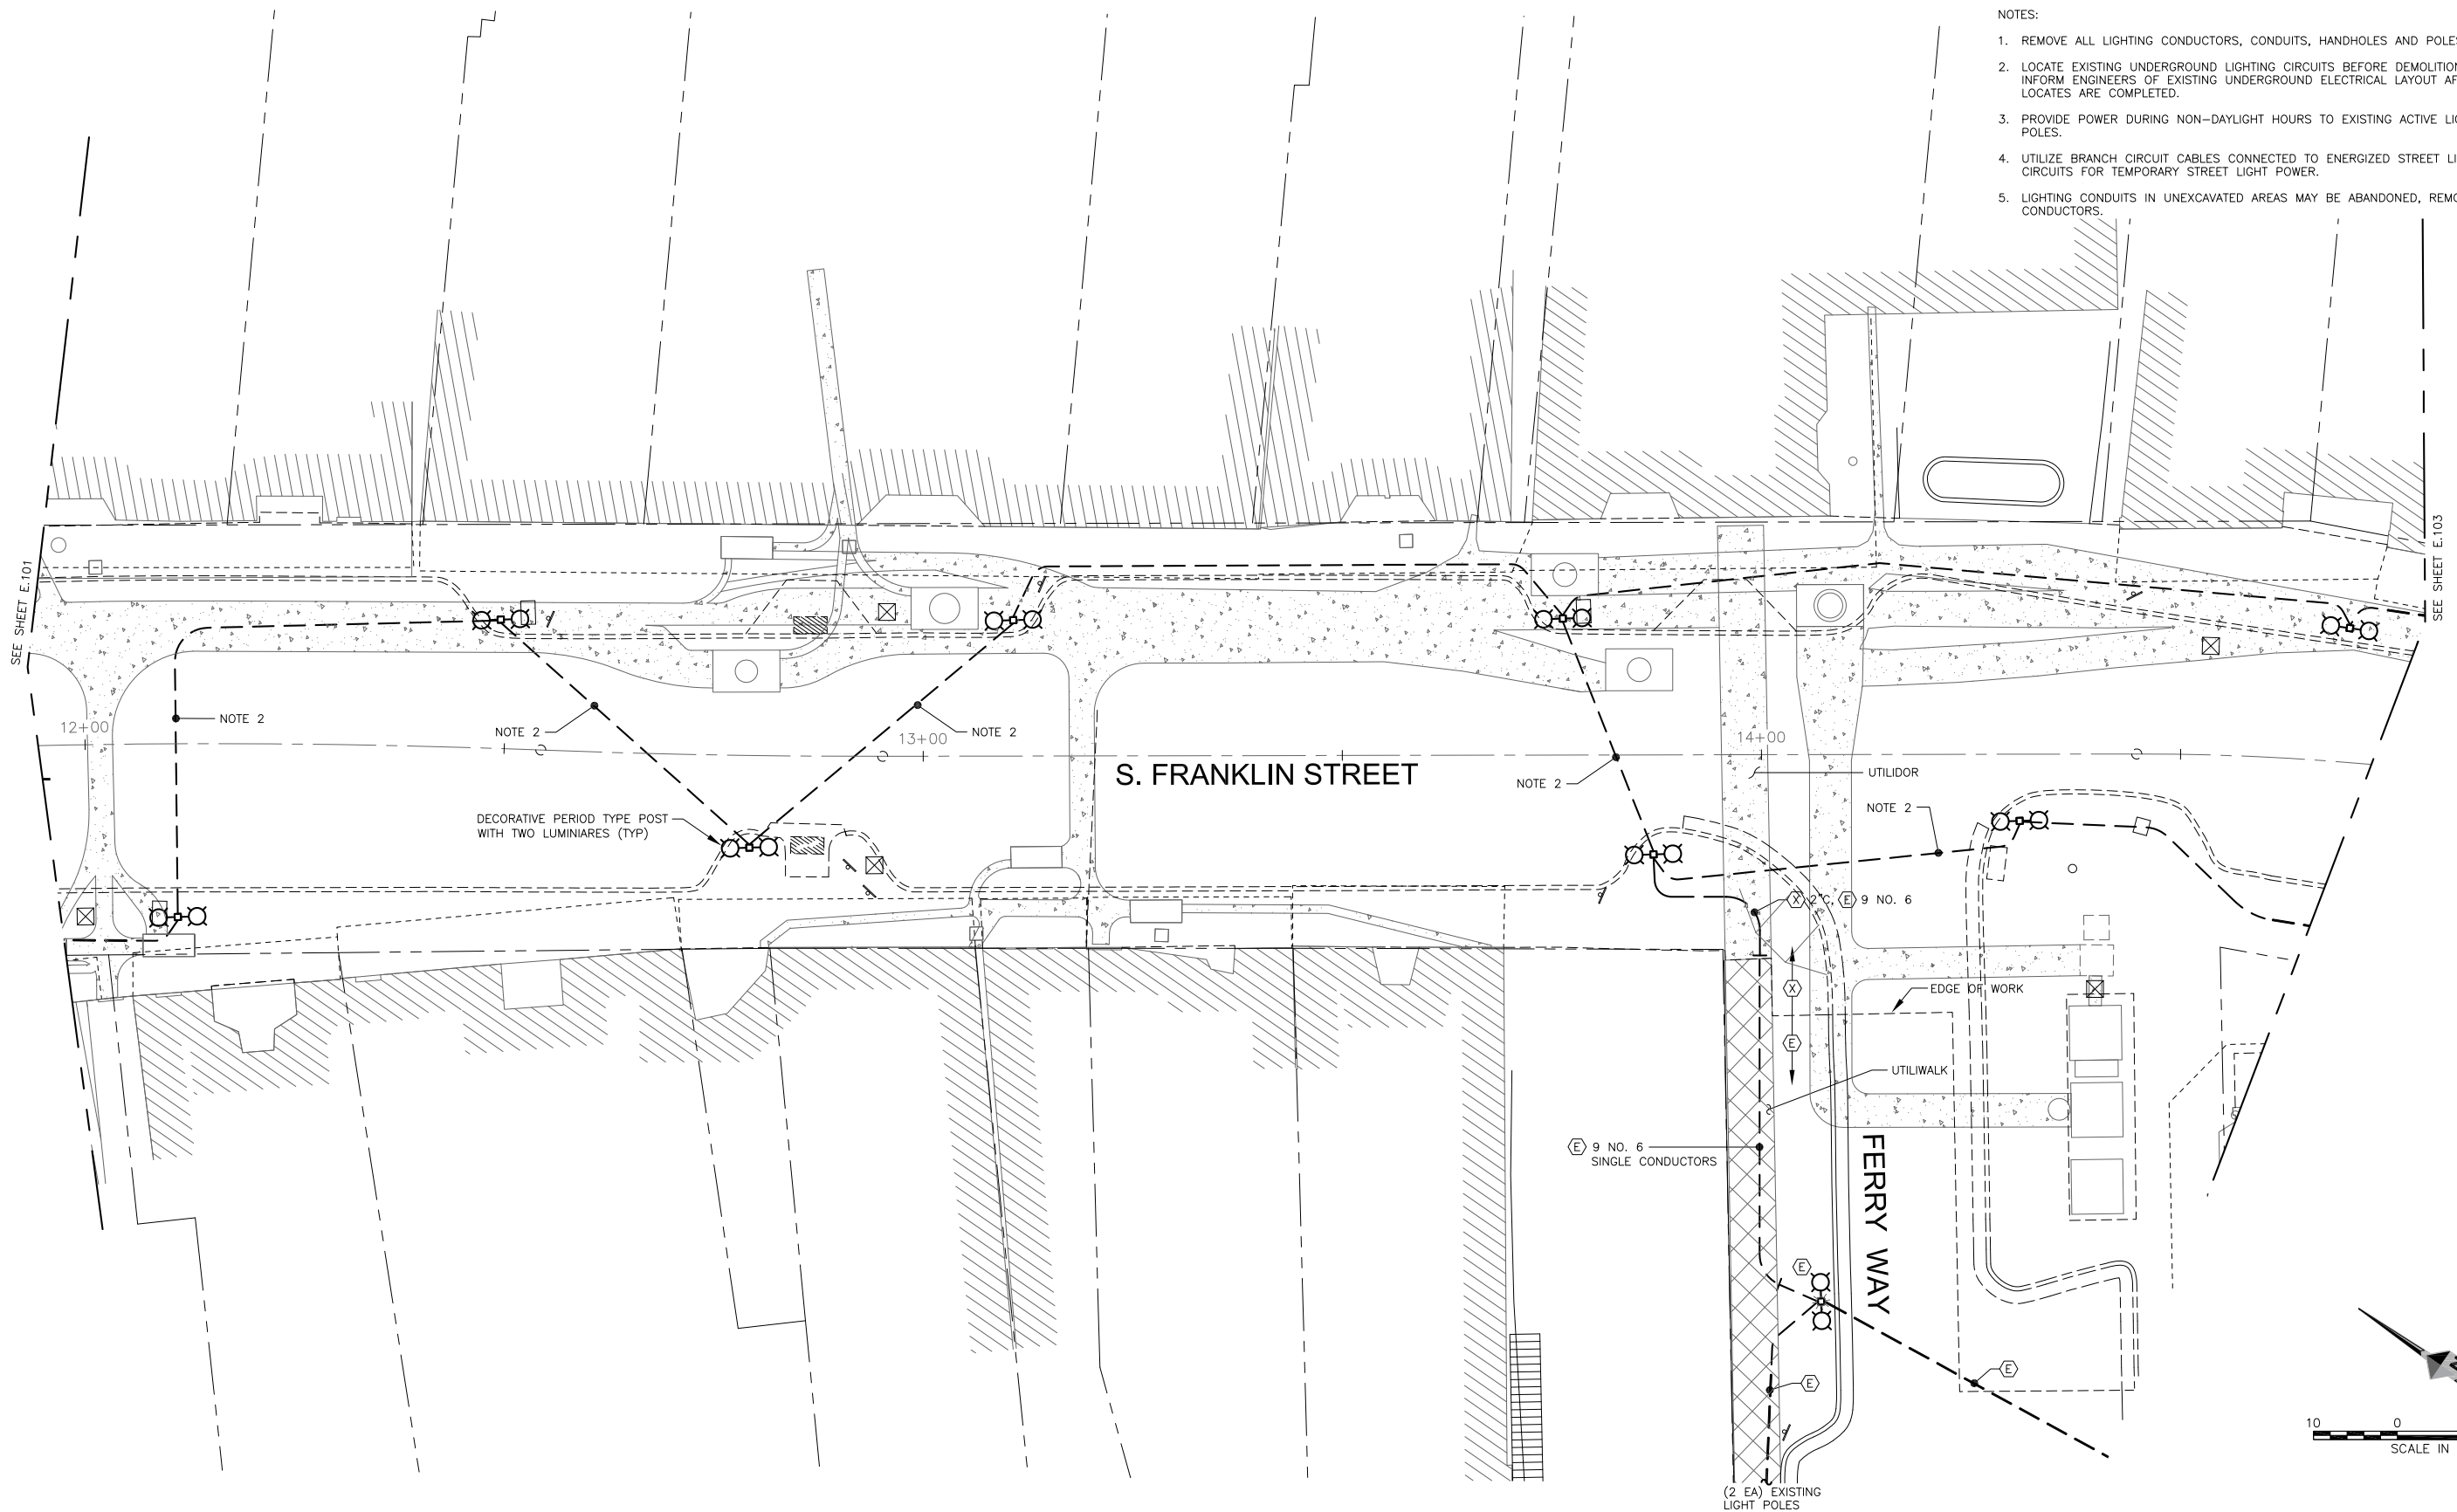 NOTES:
1. REMOVE ALL LIGHTING CONDUCTORS, CONDUITS, HANDHOLES AND POLES
2. LOCATE EXISTING UNDERGROUND LIGHTING CIRCUITS BEFORE DEMOLITION
INFORM ENGINEERS OF EXISTING UNDERGROUND ELECTRICAL LAYOUT
LOCATES ARE COMPLETED.
3. PROVIDE POWER DURING NON-DAYLIGHT HOURS TO EXISTING ACTIVE
POLES.
4. UTILIZE BRANCH CIRCUIT CABLES CONNECTED TO ENERGIZED STREET
CIRCUITS FOR TEMPORARY STREET LIGHT POWER.
5. LIGHTING CONDUITS IN UNEXCAVATED AREAS MAY BE ABANDONED,
CONDUCTORS.
SEE SHEET E.101
SEE SHEET E.103
12+00
NOTE 2
NOTE 2
13+00
NOTE 2
S. FRANKLIN STREET
14+00
NOTE 2
UTILIDOR
NOTE 2
DECORATIVE PERIOD TYPE POST
WITH TWO LUMINIARES (TYP)
X 2"C, E 9 NO. 6
X
EDGE OF WORK
E
UTILIWALK
E 9 NO. 6
SINGLE CONDUCTORS
FERRY WAY
E
E
E
10 0
SCALE IN
(2 EA) EXISTING
LIGHT POLES